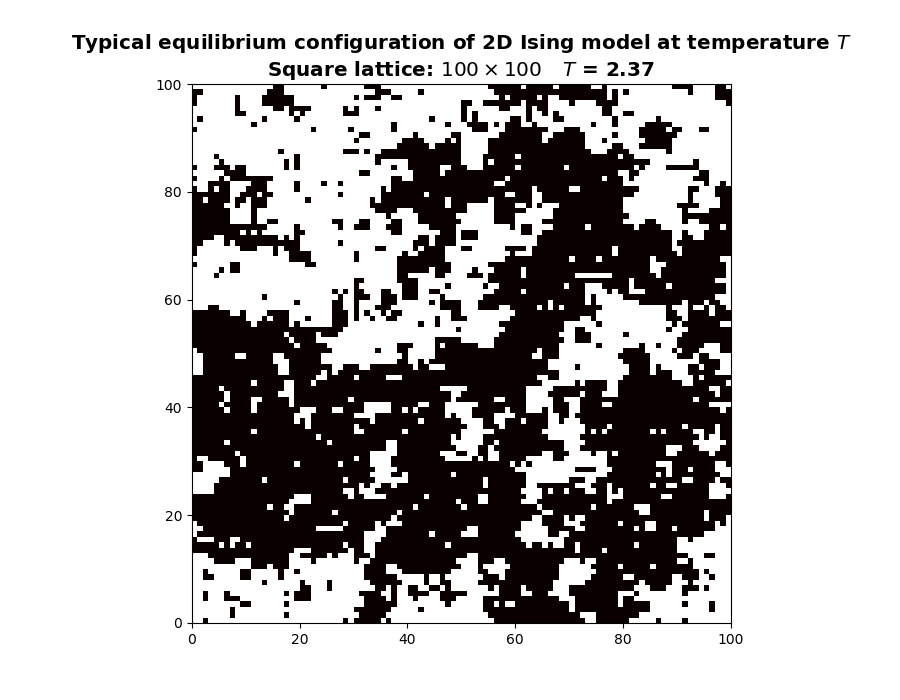 Typical equilibrium configuration of 2D Ising model at temperature T
Square lattice: 100 × 100 T = 2.37
100
80
60
40
20
0
0 20 40 60 80 100